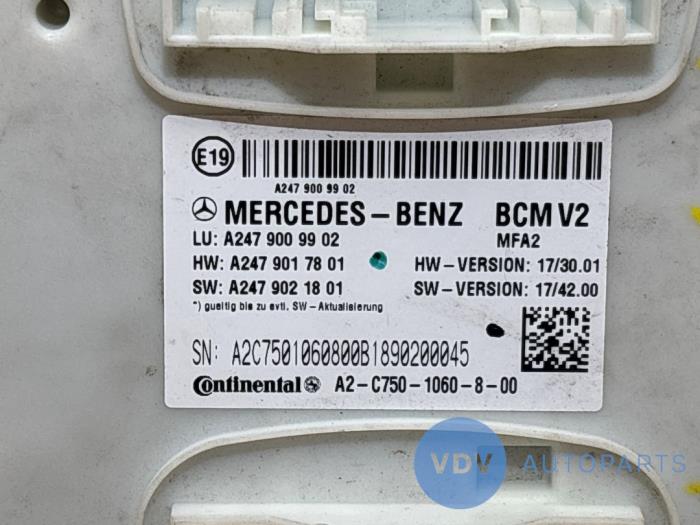 E19
A247 900 99 02
MERCEDES-BENZ BCM V2
LU: A247 900 99 02 MFA2
HW: A247 901 78 01 HW-VERSION: 17/30.01
SW: A247 902 18 01 SW-VERSION: 17/42.00
*) gueltig bis zu evtl. SW-Aktualisierung
SN: A2C7501060800B1890200045
Continental A2-C750-1060-8-00
VDV AUTOPARTS